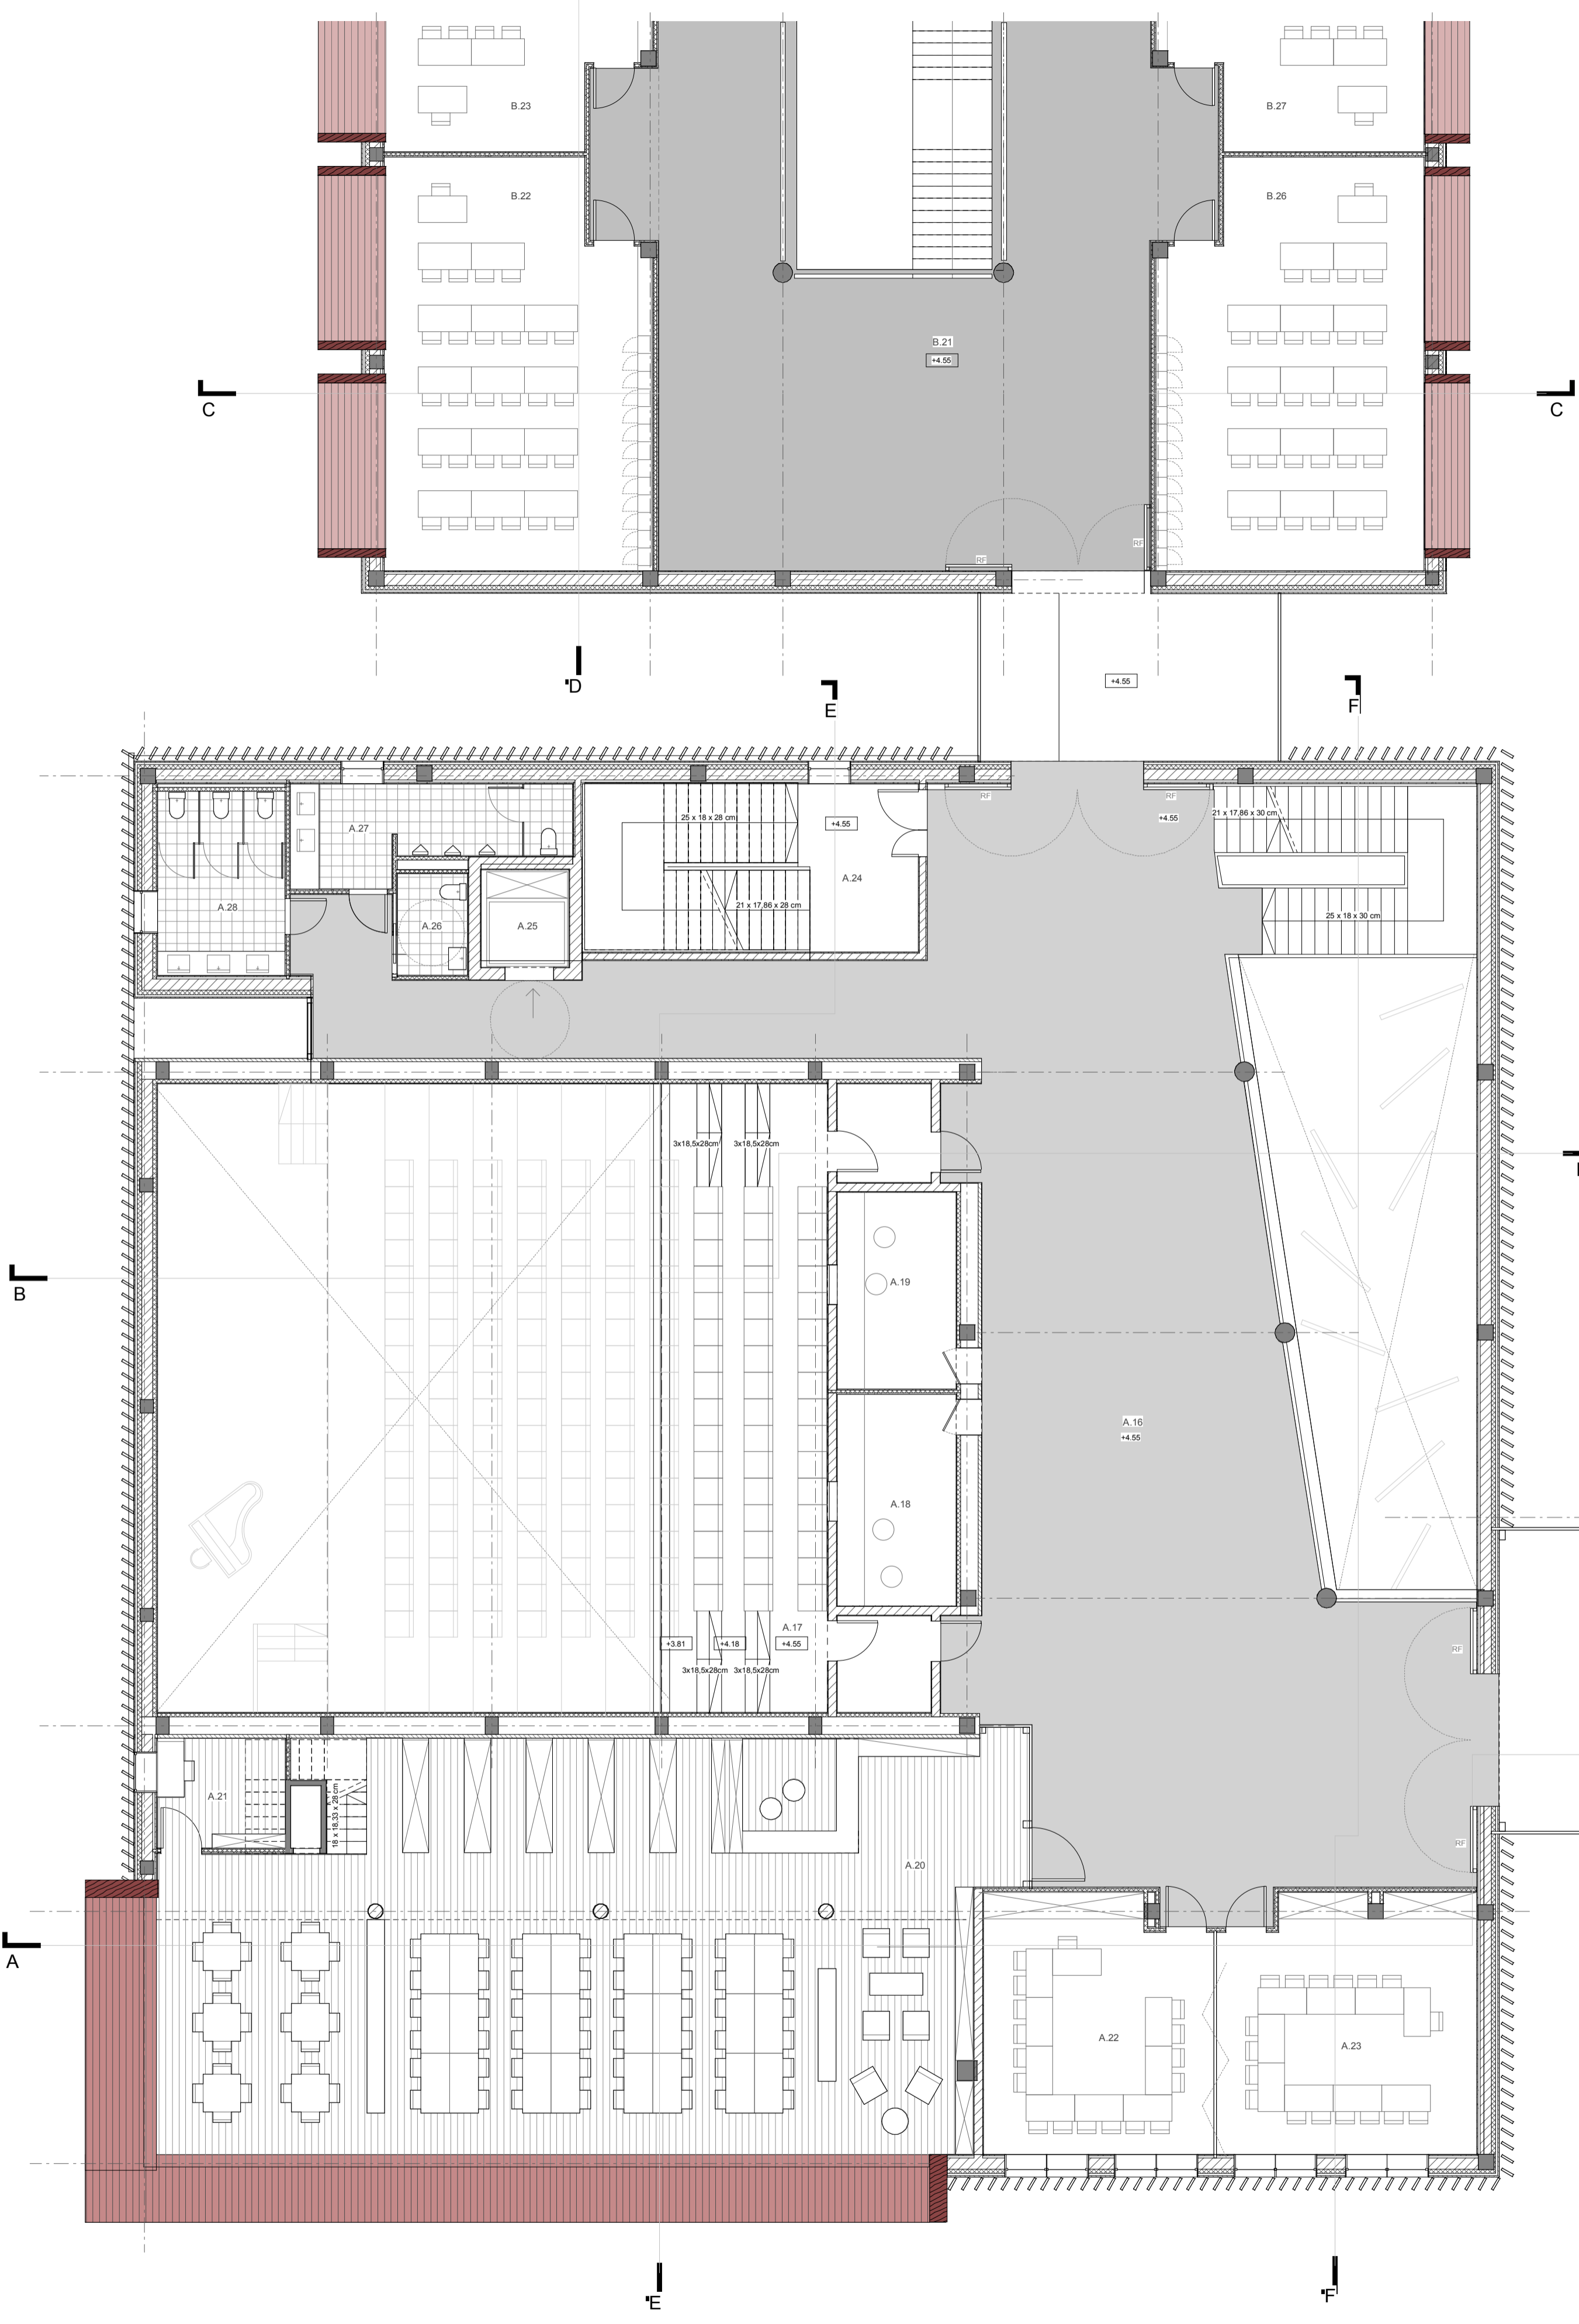 B.23
B.27
B.22
B.26
B.21
+4.55
C
C
RF
RF
+4.55
'D
E
F
RF
RF
25 x 18 x 28 cm
+4.55
+4.55
21 x 17,86 x 30 cm
A.27
A.24
A.28
21 x 17,86 x 28 cm
25 x 18 x 30 cm
A.26
A.25
3x18,5x28cm
3x18,5x28cm
B
A.19
A.16
+4.55
A.18
A.17
+3.81
+4.18
+4.55
RF
3x18,5x28cm
3x18,5x28cm
A.21
18 x 18,33 x 28 cm
RF
A.20
A
A.22
A.23
'E
'F